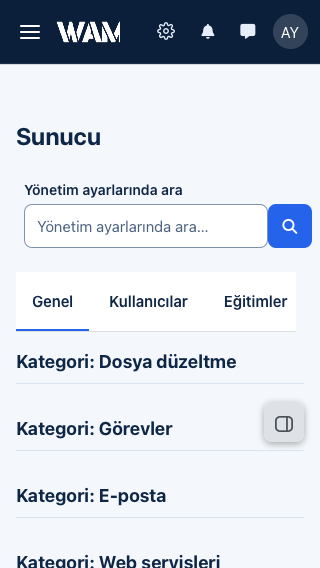 WAM
AY
Sunucu
Yönetim ayarlarında ara
Yönetim ayarlarında ara...
Genel
Kullanıcılar
Eğitimler
Kategori: Dosya düzeltme
Kategori: Görevler
Kategori: E-posta
Kategori: Web servisleri